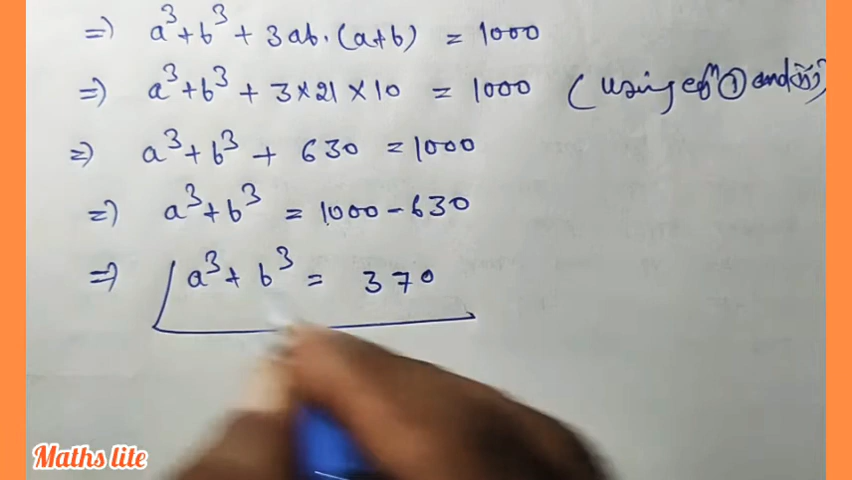 ⇒) a³+b³ + 3ab.(a+b) = 1000
⇒) a³+b³ + 3×21×10 = 1000 (using eqⁿ ① and
⇒) a³+b³ + 630 = 1000
⇒) a³+b³ = 1000-630
⇒) a³+b³ = 370
Maths lite